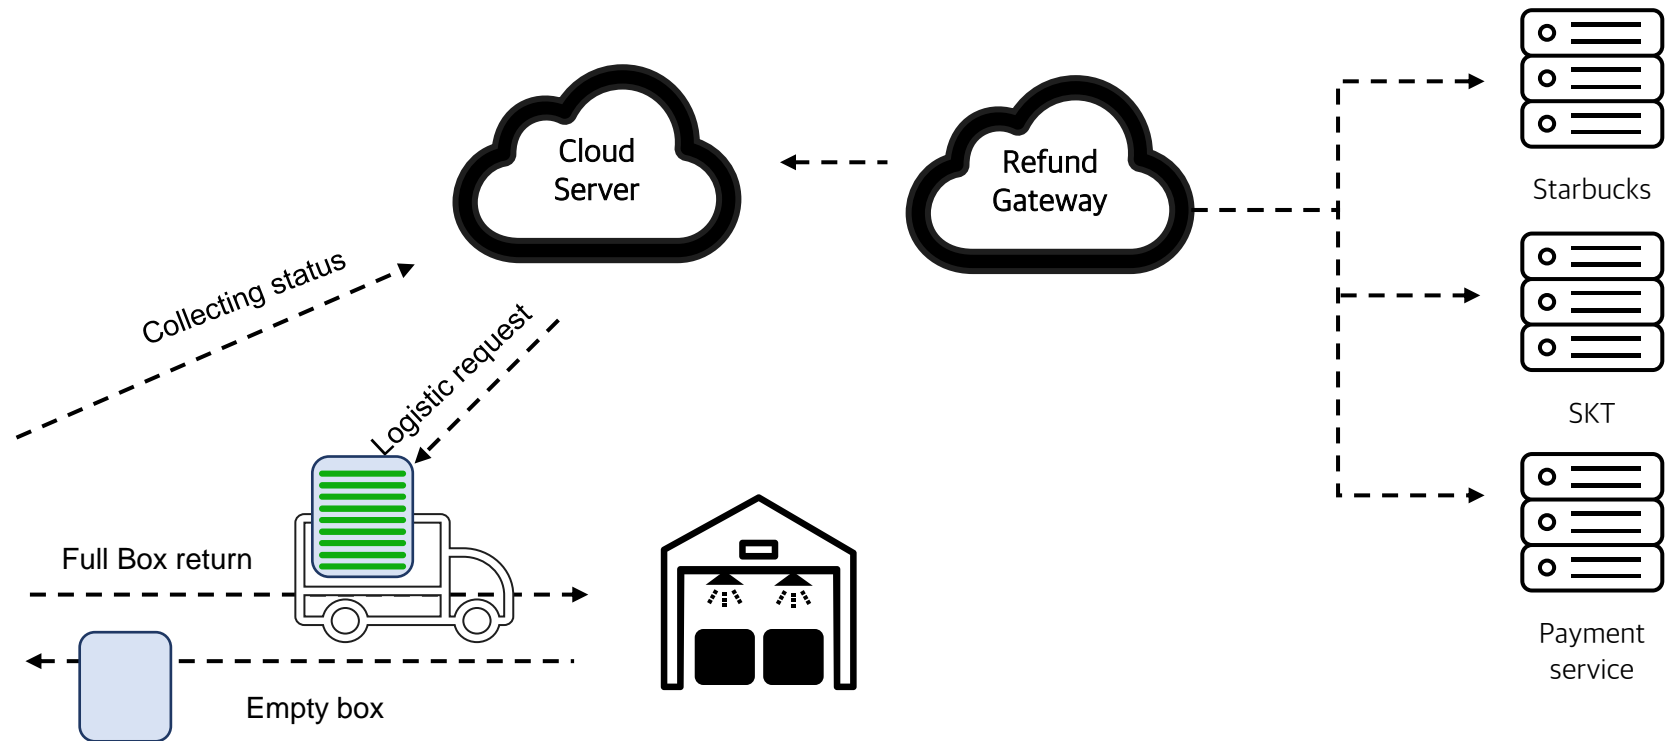 Cloud
Server
Refund
Gateway
Starbucks
Collecting status
Logistic request
SKT
Full Box return
Payment
service
Empty box